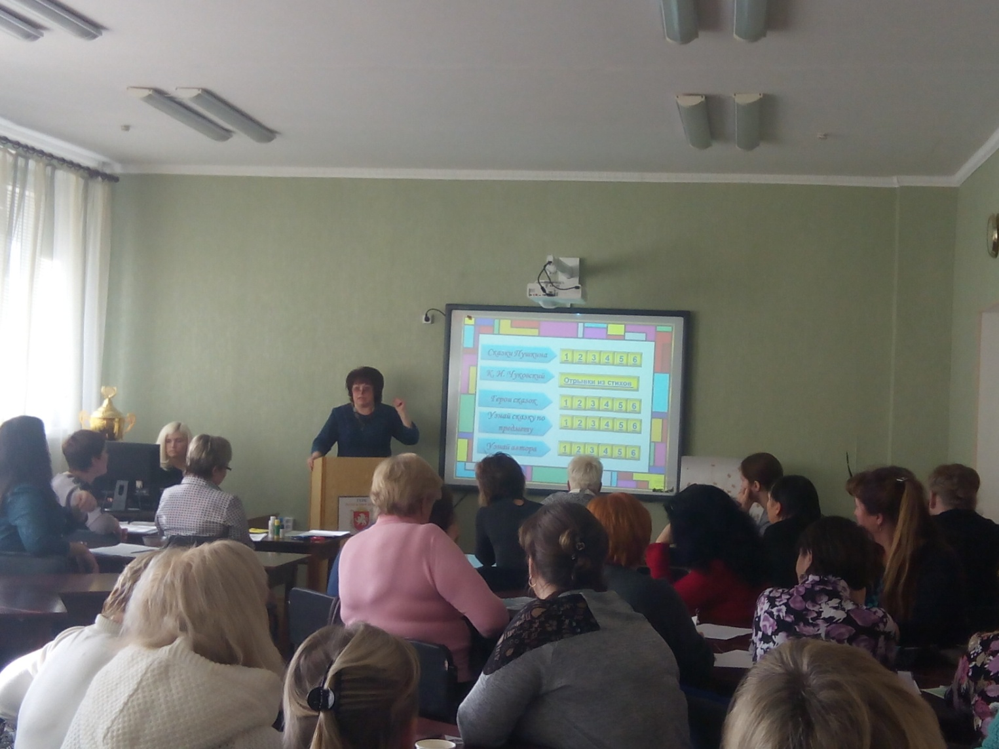 Сказки Пушкина
1 2 3 4 5 6
К. И. Чуковский
Отрывки из стихов
Герои сказок
1 2 3 4 5 6
Узнай сказку по
предмету
1 2 3 4 5 6
Узнай автора
1 2 3 4 5 6